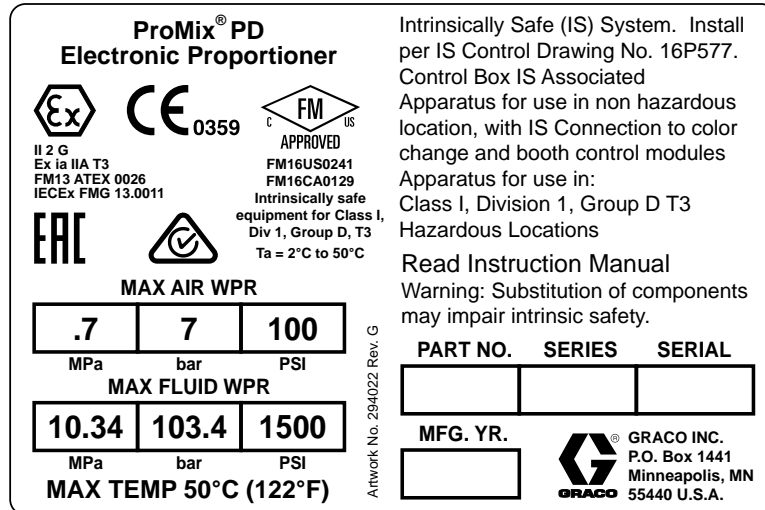 ProMix® PD
Electronic Proportioner
Ex
CE 0359
C FM US
APPROVED
II 2 G
Ex ia IIA T3
FM13 ATEX 0026
IECEx FMG 13.0011
FM16US0241
FM16CA0129
Intrinsically safe
equipment for Class I,
Div 1, Group D, T3
Ta = 2°C to 50°C
EAC
MAX AIR WPR
.7 7 100
MPa bar PSI
MAX FLUID WPR
10.34 103.4 1500
MPa bar PSI
MAX TEMP 50°C (122°F)
Artwork No. 294022 Rev. G
Intrinsically Safe (IS) System. Install
per IS Control Drawing No. 16P577.
Control Box IS Associated
Apparatus for use in non hazardous
location, with IS Connection to color
change and booth control modules
Apparatus for use in:
Class I, Division 1, Group D T3
Hazardous Locations
Read Instruction Manual
Warning: Substitution of components
may impair intrinsic safety.
PART NO. SERIES SERIAL
MFG. YR.
G®
GRACO
GRACO INC.
P.O. Box 1441
Minneapolis, MN
55440 U.S.A.